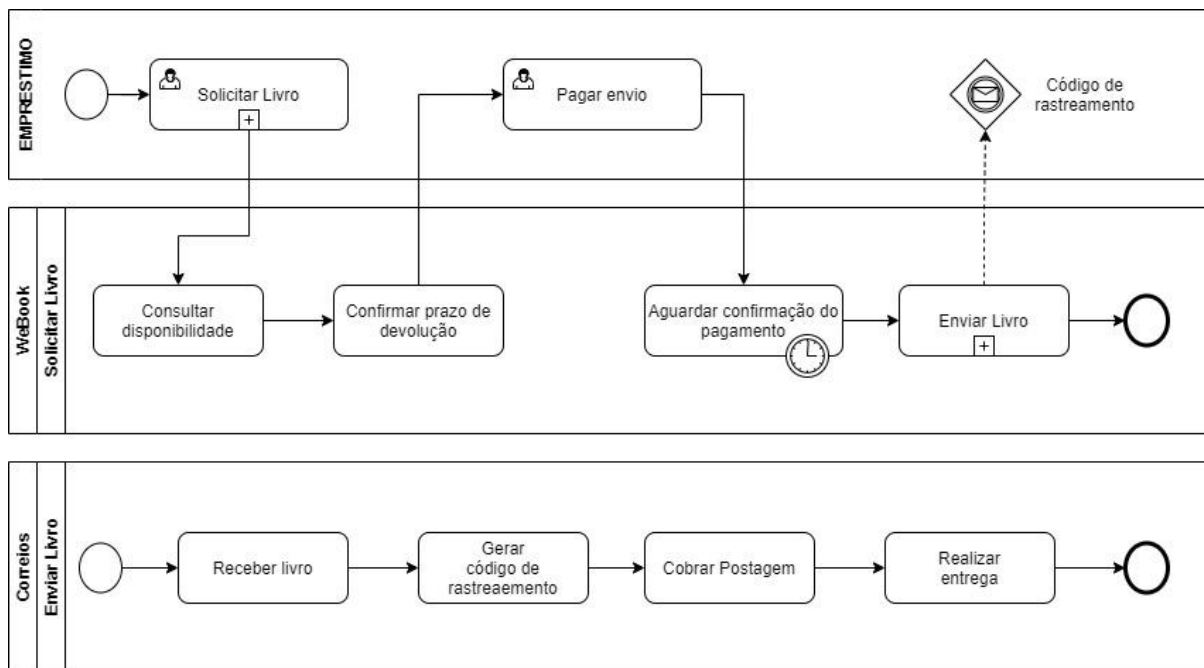 EMPRESTIMO
Solicitar Livro
Pagar envio
Código de
rastreamento
WeBook
Solicitar Livro
Consultar
disponibilidade
Confirmar prazo de
devolução
Aguardar confirmação do
pagamento
Enviar Livro
Correios
Enviar Livro
Receber livro
Gerar
código de
rastreaemento
Cobrar Postagem
Realizar
entrega